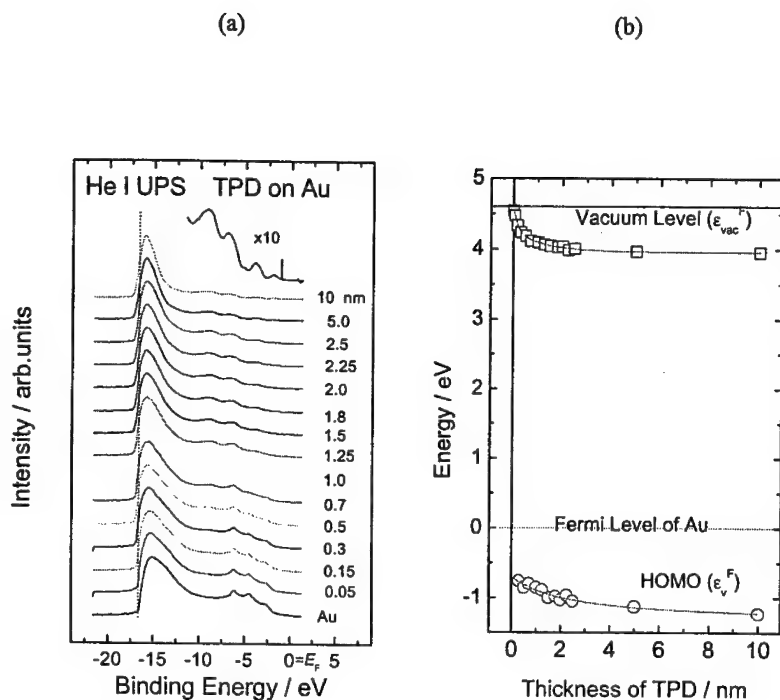 (a)
(b)
He I UPS TPD on Au
x10
10 nm
5.0
2.5
2.25
2.0
1.8
1.5
1.25
1.0
0.7
0.5
0.3
0.15
0.05
Au
Intensity / arb.units
-20 -15 -10 -5 0=E_F 5
Binding Energy / eV
5
4
3
2
1
0
-1
Energy / eV
Vacuum Level (ε_vac^F)
Fermi Level of Au
HOMO (ε_v^F)
0 2 4 6 8 10
Thickness of TPD / nm